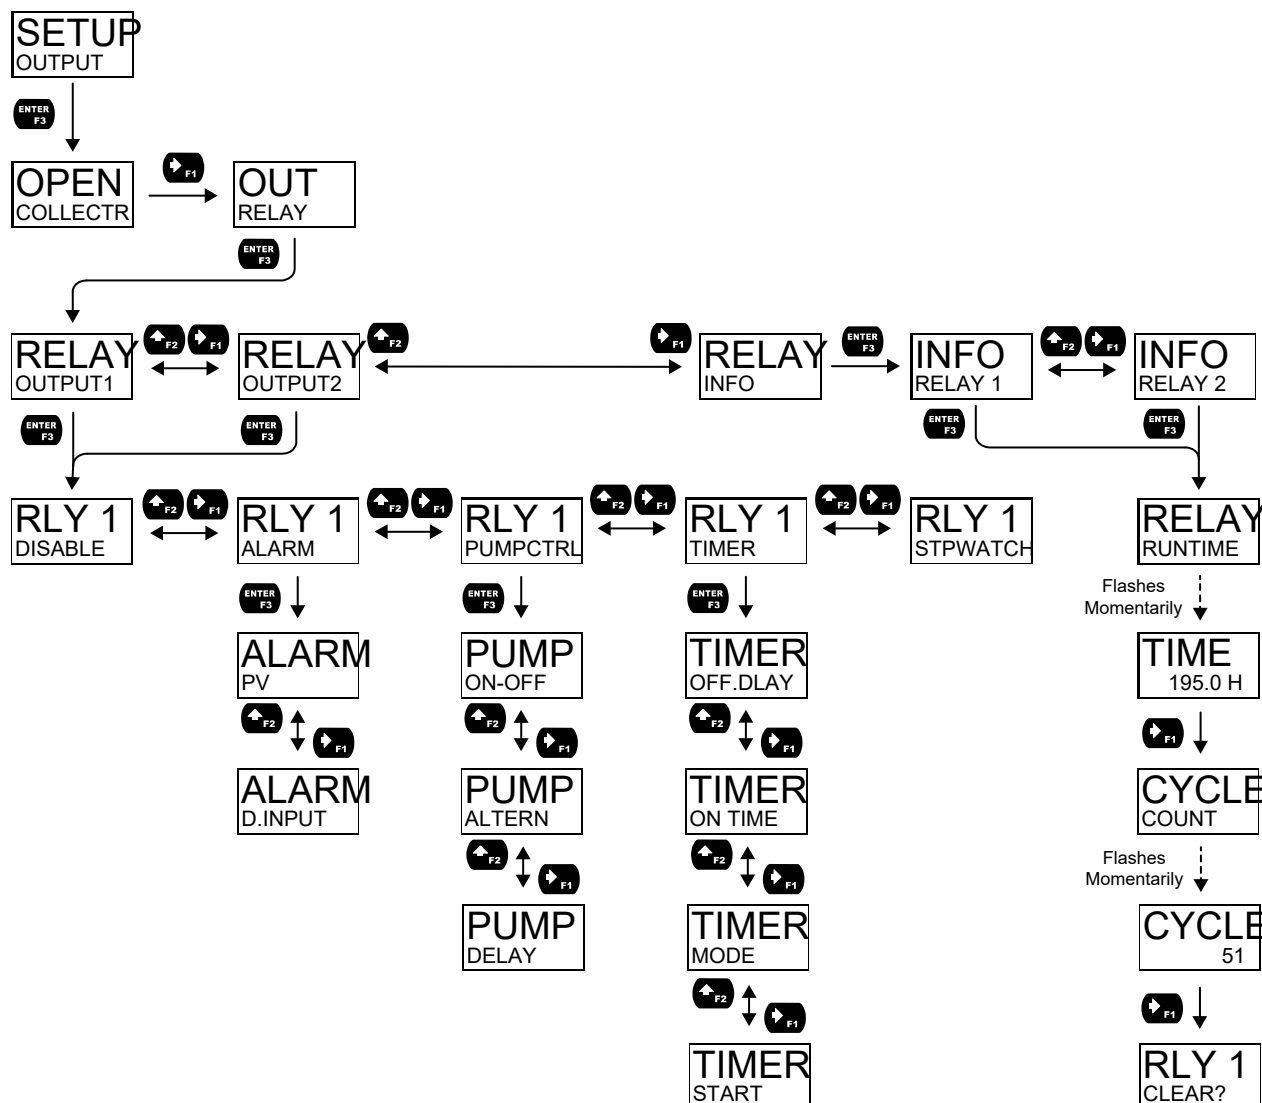 SETUP
OUTPUT
ENTER
F3
OPEN
COLLECTR
F1
OUT
RELAY
ENTER
F3
RELAY
OUTPUT1
F2
F1
RELAY
OUTPUT2
F2
F1
RELAY
INFO
ENTER
F3
INFO
RELAY 1
F2
F1
INFO
RELAY 2
ENTER
F3
ENTER
F3
ENTER
F3
ENTER
F3
RLY 1
DISABLE
F2
F1
RLY 1
ALARM
F2
F1
RLY 1
PUMPCTRL
F2
F1
RLY 1
TIMER
F2
F1
RLY 1
STPWATCH
RELAY
RUNTIME
ENTER
F3
ENTER
F3
ENTER
F3
Flashes
Momentarily
ALARM
PV
PUMP
ON-OFF
TIMER
OFF.DLAY
TIME
195.0 H
F2
F1
F2
F1
F2
F1
F1
ALARM
D.INPUT
PUMP
ALTERN
TIMER
ON TIME
CYCLE
COUNT
F2
F1
F2
F1
Flashes
Momentarily
PUMP
DELAY
TIMER
MODE
CYCLE
51
F2
F1
F1
TIMER
START
RLY 1
CLEAR?